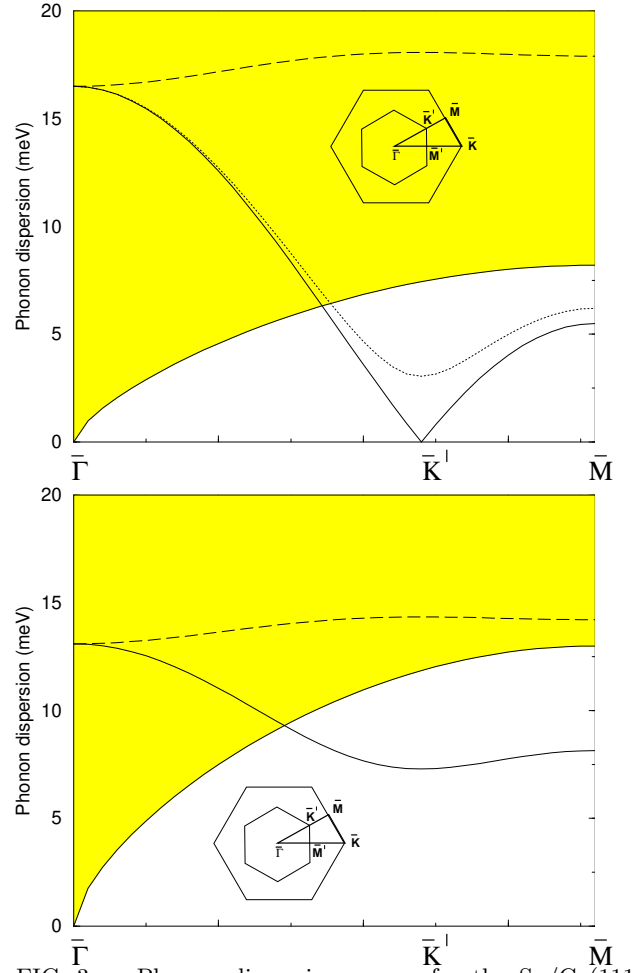 20
15
10
5
0
Phonon dispersion (meV)
K̄'
M̄
Γ̄
M̄'
K̄
Γ̄
K̄'
M̄
20
15
10
5
0
Phonon dispersion (meV)
K̄'
M̄
Γ̄
M̄'
K̄
Γ̄
K̄'
M̄